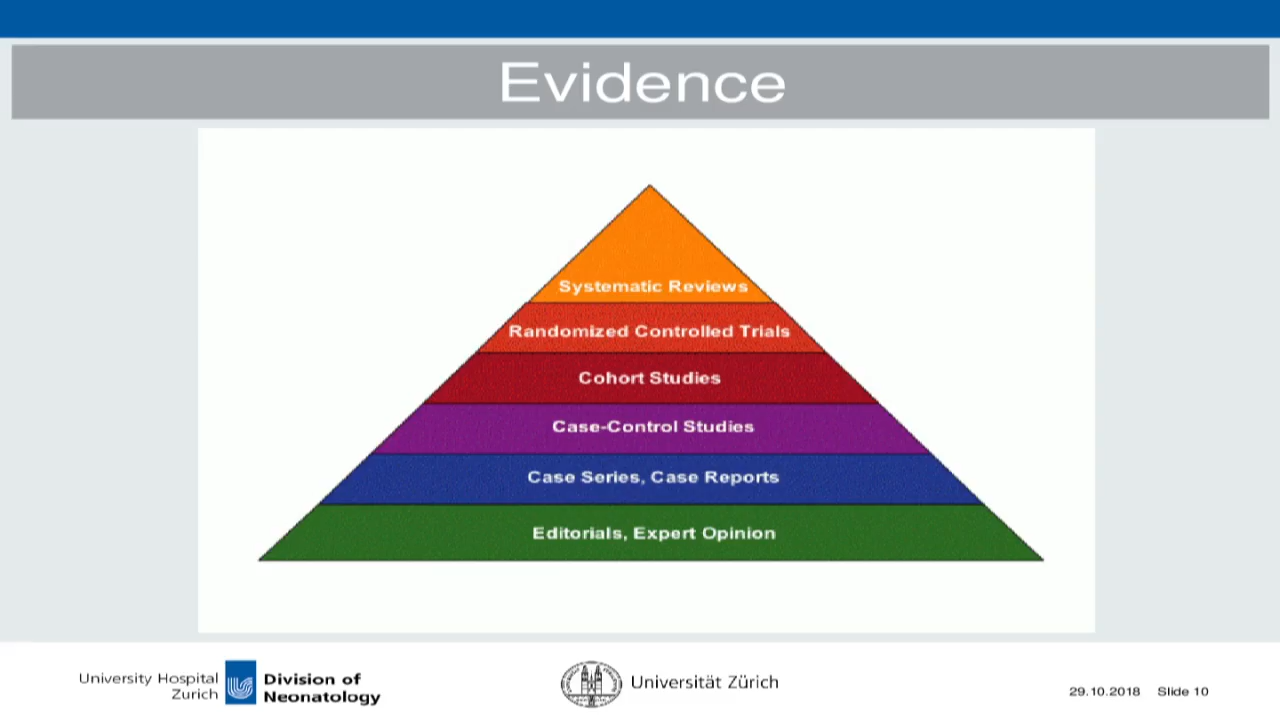 Evidence
Systematic Reviews
Randomized Controlled Trials
Cohort Studies
Case-Control Studies
Case Series, Case Reports
Editorials, Expert Opinion
University Hospital
Zurich
Division of
Neonatology
Universität Zürich
29.10.2018 Slide 10